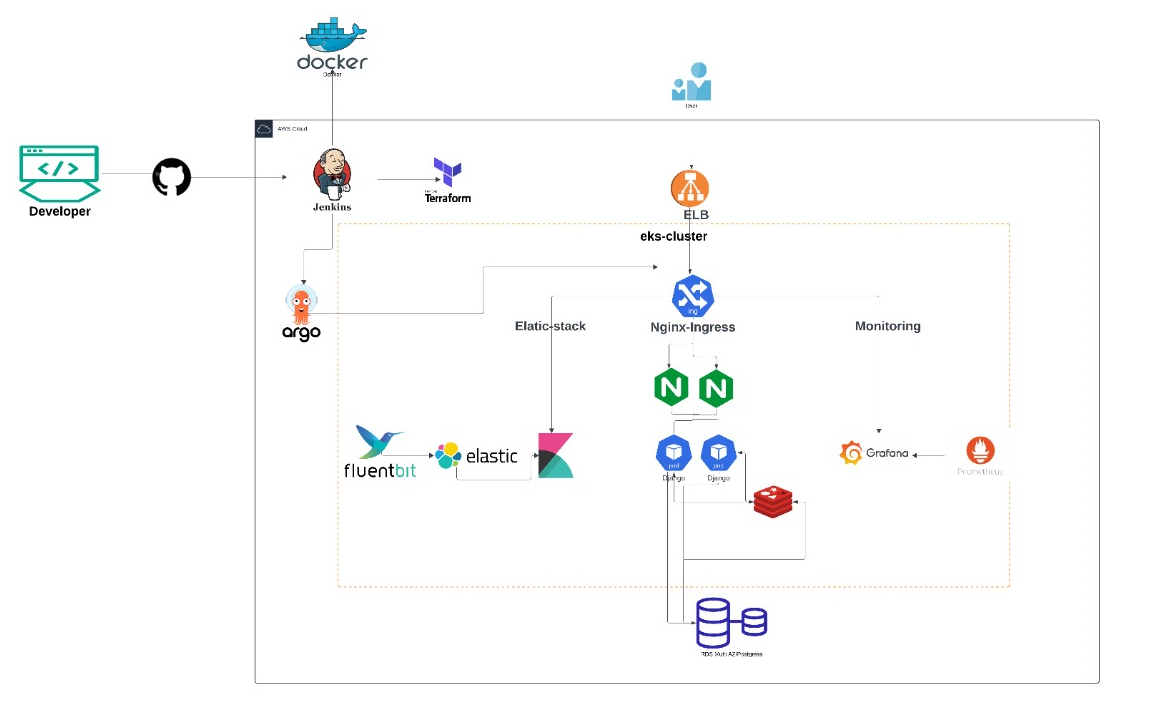 docker
Docker
User
AWS Cloud
Developer
Jenkins
Terraform
ELB
eks-cluster
argo
Elatic-stack
ing
Nginx-Ingress
Monitoring
N
N
fluentbit
elastic
pod
pod
Django
Django
Grafana
Prometheus
RDS Multi AZ/Postgress